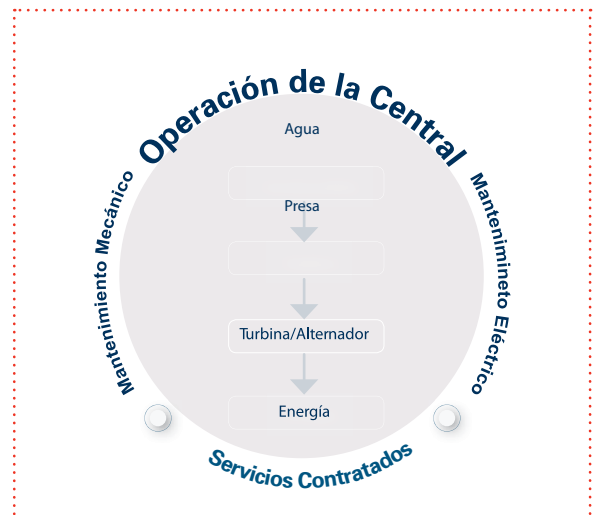 Operación de la Central
Mantenimiento Mecánico
Mantenimineto Eléctrico
Agua
Presa
Turbina/Alternador
Energía
Servicios Contratados